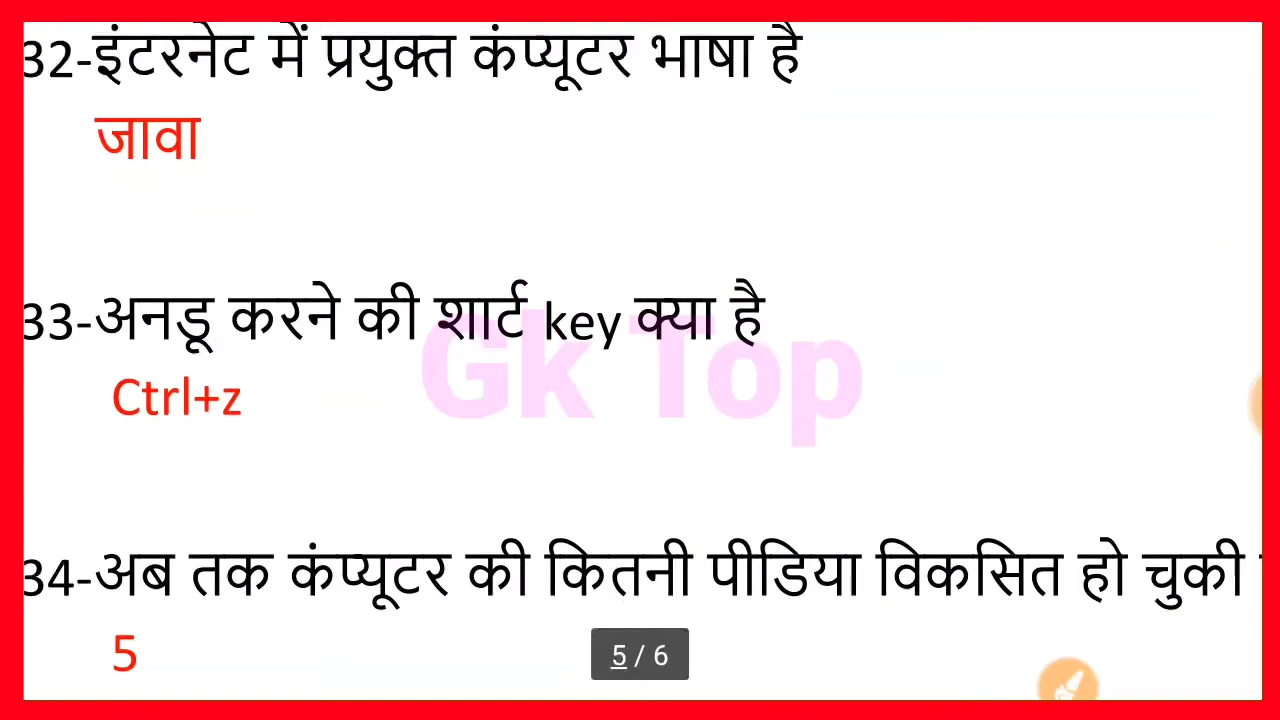 32-इंटरनेट में प्रयुक्त कंप्यूटर भाषा है
जावा
33-अनडू करने की शार्ट key क्या है
Ctrl+z
Gk Top
34-अब तक कंप्यूटर की कितनी पीडिया विकसित हो चुकी
5
5 / 6